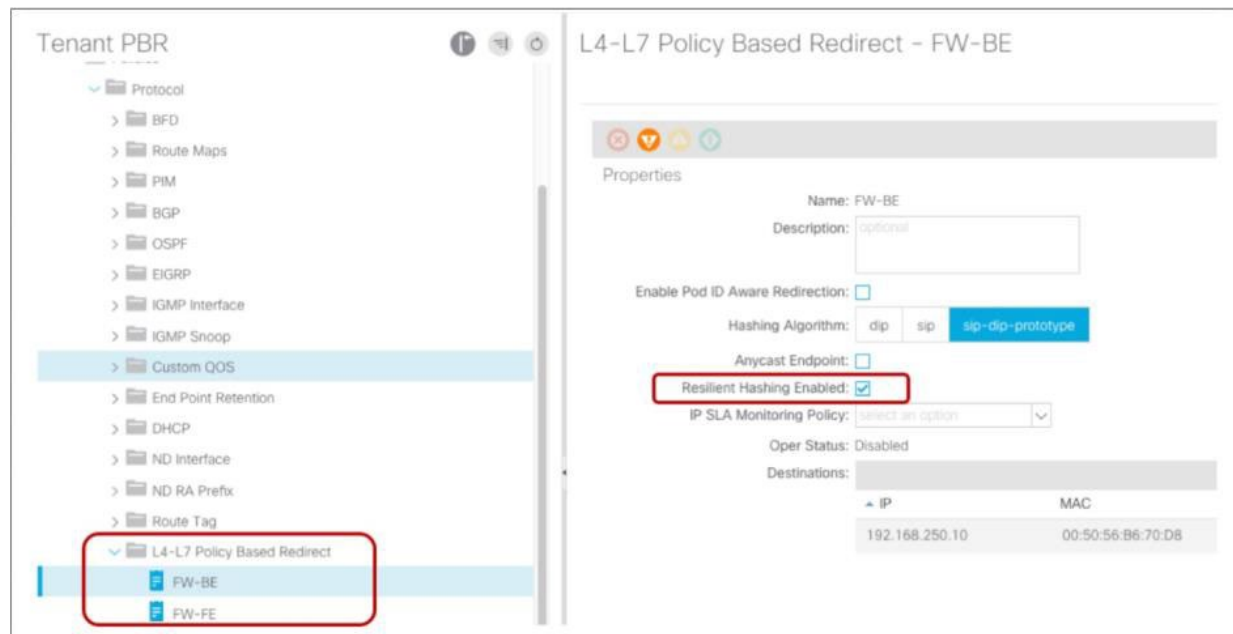 Tenant PBR
Protocol
BFD
Route Maps
PIM
BGP
OSPF
EIGRP
IGMP Interface
IGMP Snoop
Custom QOS
End Point Retention
DHCP
ND Interface
ND RA Prefix
Route Tag
L4-L7 Policy Based Redirect
FW-BE
FW-FE
L4-L7 Policy Based Redirect - FW-BE
Properties
Name: FW-BE
Description: optional
Enable Pod ID Aware Redirection:
Hashing Algorithm: dip sip sip-dip-prototype
Anycast Endpoint:
Resilient Hashing Enabled:
IP SLA Monitoring Policy: select an option
Oper Status: Disabled
Destinations:
IP MAC
192.168.250.10 00:50:56:B6:70:D8